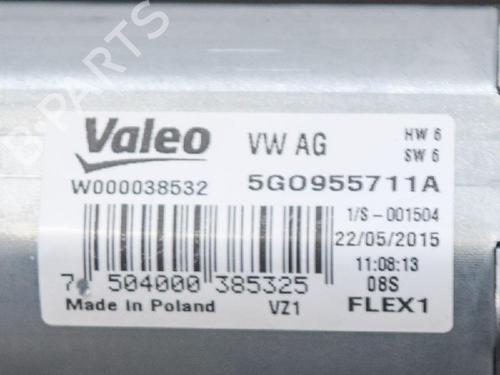 B-PARTS
Valeo VW AG HW 6
SW 6
W000038532 5G0955711A
1/S-001504
22/05/2015
11:08:13
7 504000 385325 08S
Made in Poland VZ1 FLEX1